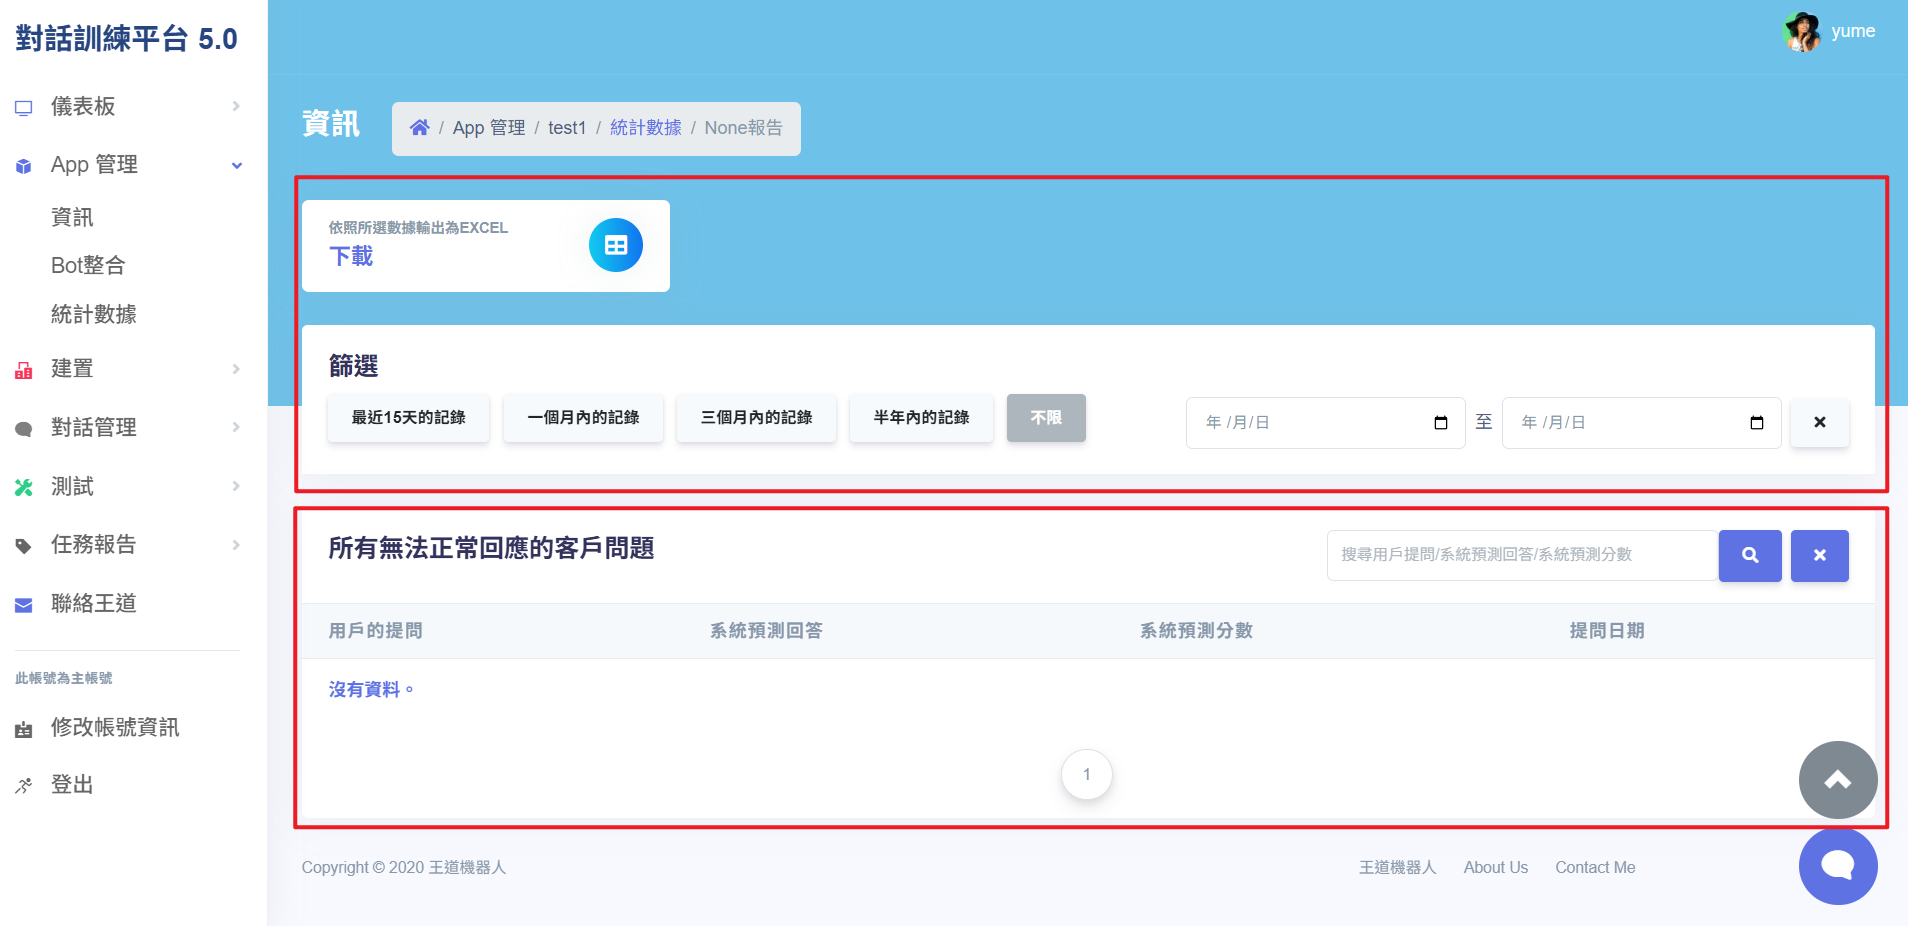 對話訓練平台 5.0
yume
儀表板
App 管理
資訊
Bot整合
統計數據
建置
對話管理
測試
任務報告
聯絡王道
此帳號為主帳號
修改帳號資訊
登出
資訊
/ App 管理 / test1 / 統計數據 / None報告
依照所選數據輸出為EXCEL
下載
篩選
最近15天的記錄 一個月內的記錄 三個月內的記錄 半年內的記錄 不限 年 /月/日 至 年 /月/日
所有無法正常回應的客戶問題
搜尋用戶提問/系統預測回答/系統預測分數
用戶的提問 系統預測回答 系統預測分數 提問日期
沒有資料。
1
Copyright © 2020 王道機器人
王道機器人 About Us Contact Me